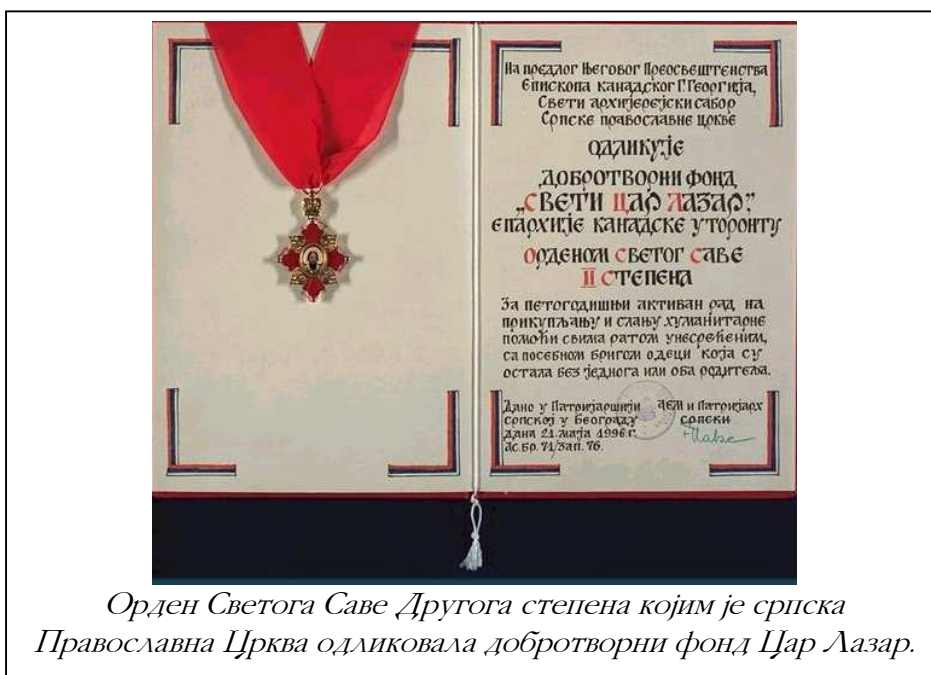 На предлог Његовог Преосвештенства
Епископа канадског Г. Георгија,
Свети архијерејски сабор
Српске православне цркве
одликује
добротворни фонд
„Свети цар Лазар”
епархије канадске у Торонту
орденом Светог Саве
II степена
За петогодишњи активан рад на
прикупљању и слању хуманитарне
помоћи свима ратом унесрећеним,
са посебном бригом о деци која су
остала без једнога или оба родитеља.
Дано у Патријаршији
српској у Београду
дана 21. маја 1996. г.
АС. бр. 71/зап. 76.
АЕМ и Патријарх
српски
+Павле
Орден Светога Саве Другога степена којим је српска
Православна Црква одликовала добротворни фонд Цар Лазар.